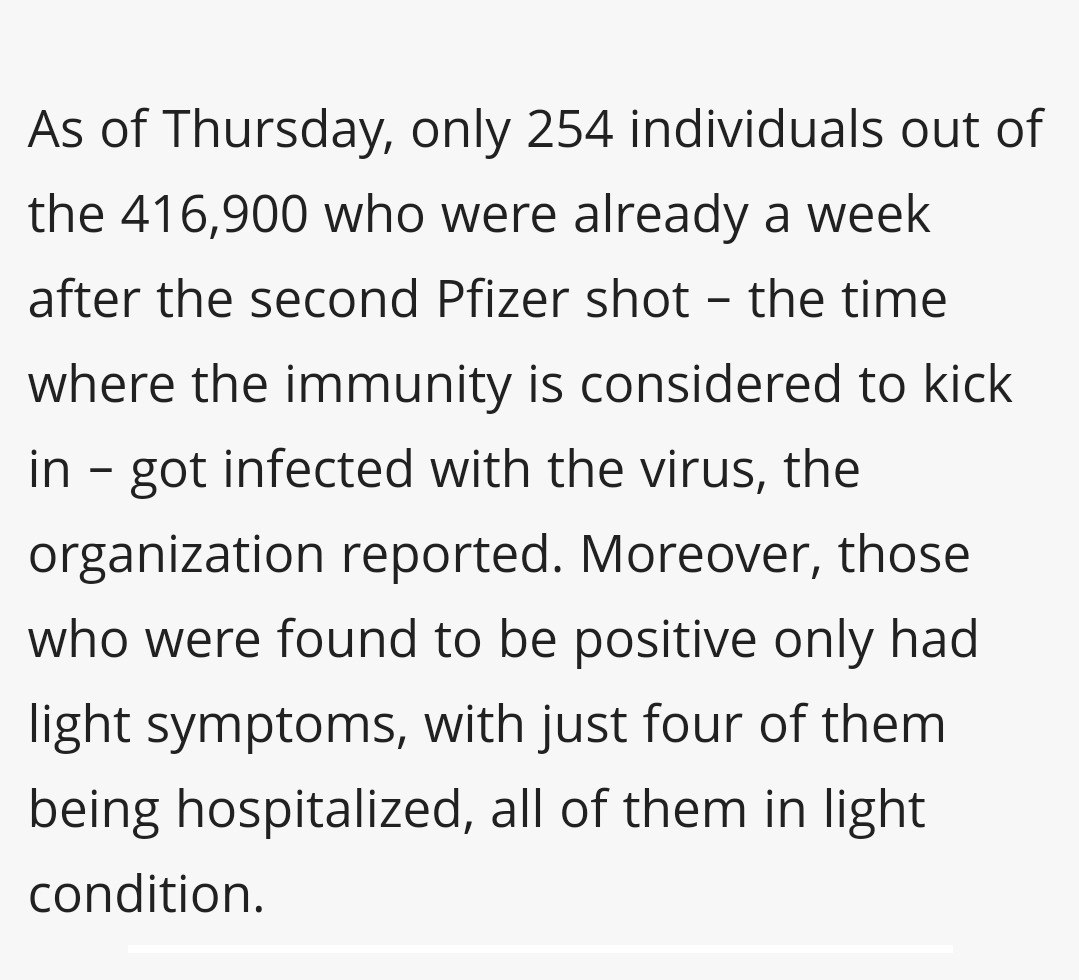 As of Thursday, only 254 individuals out of
the 416,900 who were already a week
after the second Pfizer shot – the time
where the immunity is considered to kick
in – got infected with the virus, the
organization reported. Moreover, those
who were found to be positive only had
light symptoms, with just four of them
being hospitalized, all of them in light
condition.